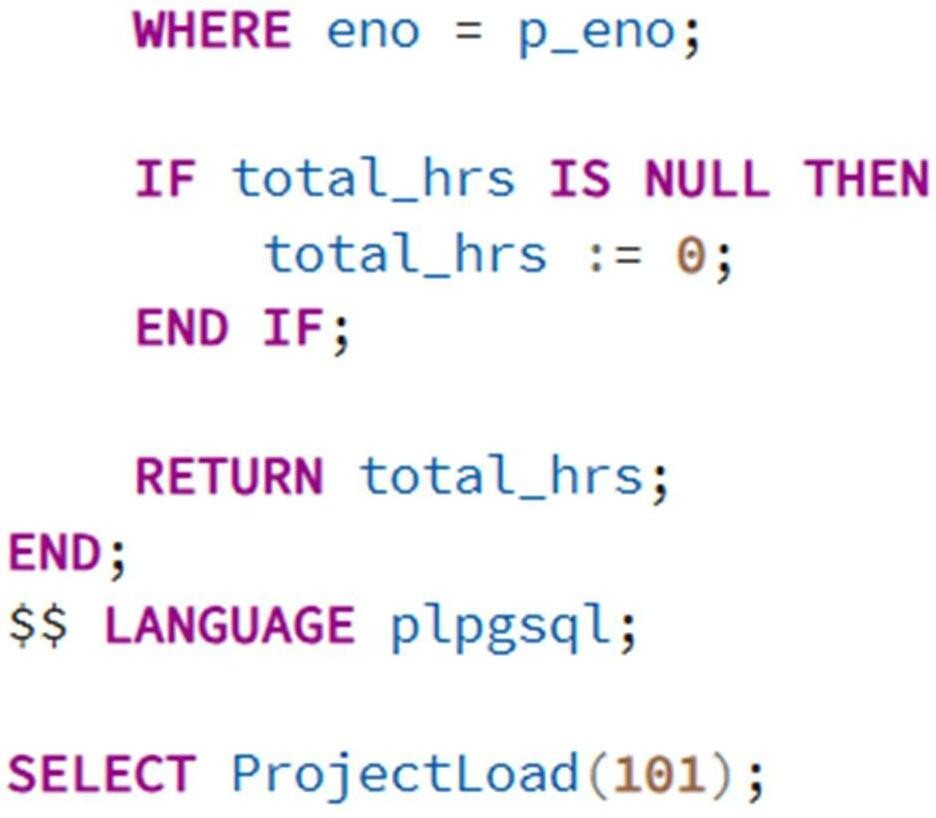 WHERE eno = p_eno;
IF total_hrs IS NULL THEN
total_hrs := 0;
END IF;
RETURN total_hrs;
END;
$$ LANGUAGE plpgsql;
SELECT ProjectLoad(101);